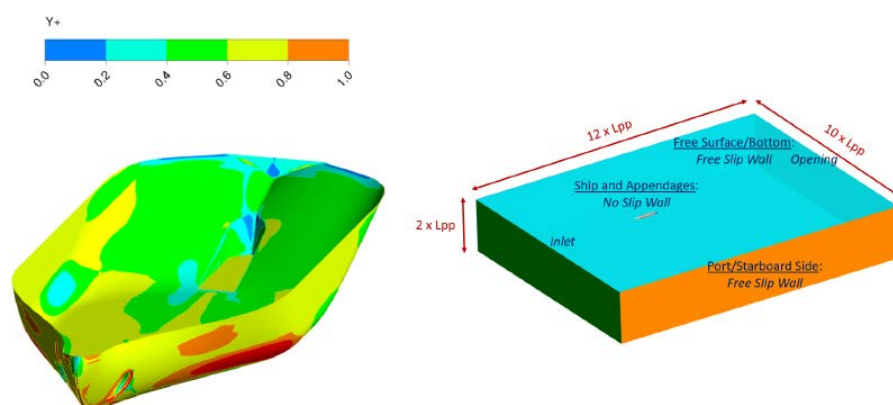 Y+
0.0 0.2 0.4 0.6 0.8 1.0
12 x Lpp
10 x Lpp
Free Surface/Bottom:
Free Slip Wall Opening
Ship and Appendages:
No Slip Wall
2 x Lpp
inlet
Port/Starboard Side:
Free Slip Wall